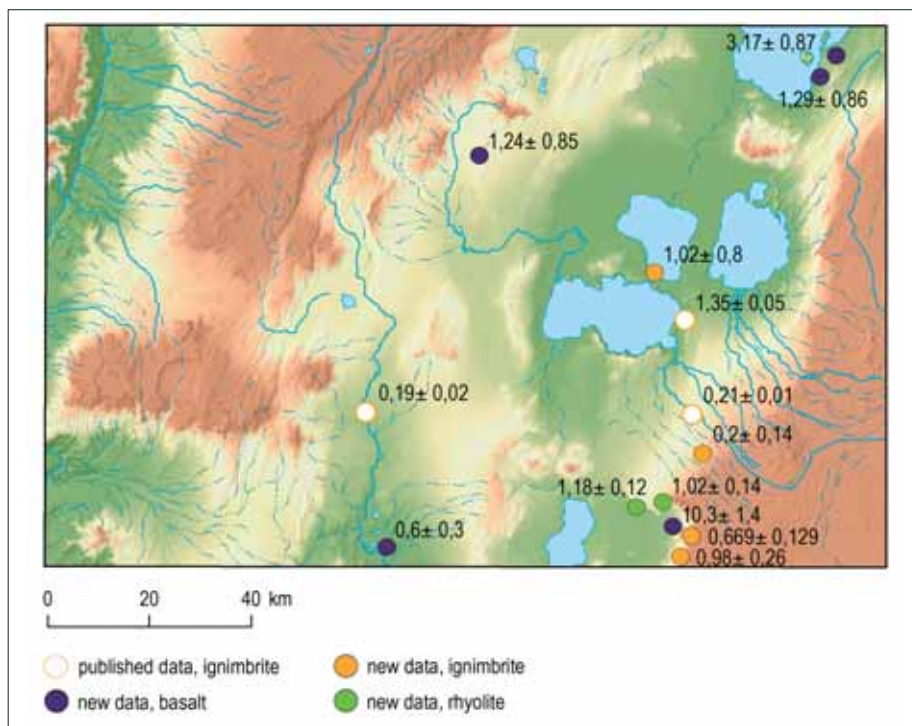 3,17± 0,87
1,29± 0,86
1,24± 0,85
1,02± 0,8
1,35± 0,05
0,19± 0,02
0,21± 0,01
0,2± 0,14
1,18± 0,12
1,02± 0,14
10,3± 1,4
0,6± 0,3
0,669± 0,129
0,98± 0,26
0 20 40 km
published data, ignimbrite
new data, ignimbrite
new data, basalt
new data, rhyolite